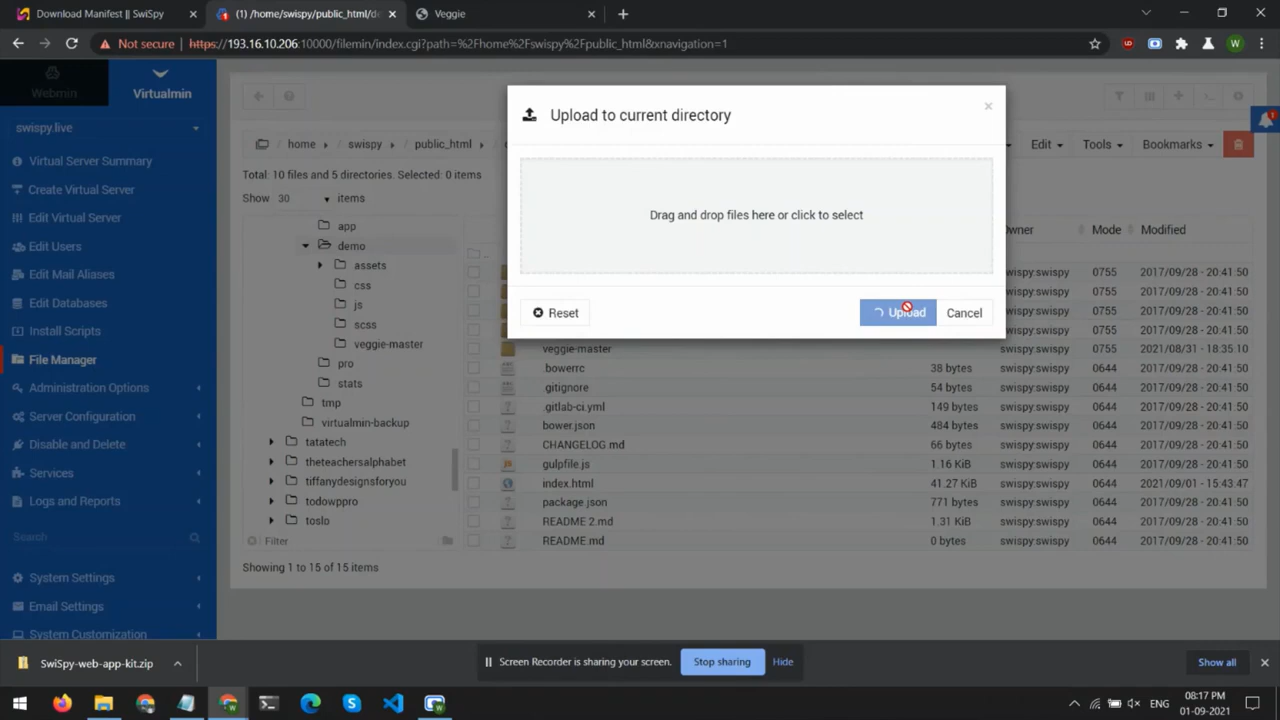 Download Manifest || SwiSpy
(1) /home/swispy/public_html/de
Veggie
Not secure
https://193.16.10.206:10000/filemin/index.cgi?path=%2Fhome%2Fswispy%2Fpublic_html&xnavigation=1
W
Webmin
Virtualmin
swispy.live
Virtual Server Summary
Create Virtual Server
Edit Virtual Server
Edit Users
Edit Mail Aliases
Edit Databases
Install Scripts
File Manager
Administration Options
Server Configuration
Disable and Delete
Services
Logs and Reports
Search
System Settings
Email Settings
System Customization
home
swispy
public_html
Edit
Tools
Bookmarks
1
Total: 10 files and 5 directories. Selected: 0 items
Show 30 items
app
demo
assets
css
js
scss
veggie-master
pro
stats
tmp
virtualmin-backup
tatatech
theteachersalphabet
tiffanydesignsforyou
todowppro
toslo
Filter
Owner Mode Modified
..
swispy:swispy 0755 2017/09/28 - 20:41:50
swispy:swispy 0755 2017/09/28 - 20:41:50
swispy:swispy 0755 2017/09/28 - 20:41:50
swispy:swispy 0755 2017/09/28 - 20:41:50
veggie-master swispy:swispy 0755 2021/08/31 - 18:35:10
.bowerrc 38 bytes swispy:swispy 0644 2017/09/28 - 20:41:50
.gitignore 54 bytes swispy:swispy 0644 2017/09/28 - 20:41:50
.gitlab-ci.yml 149 bytes swispy:swispy 0644 2017/09/28 - 20:41:50
bower.json 484 bytes swispy:swispy 0644 2017/09/28 - 20:41:50
CHANGELOG.md 66 bytes swispy:swispy 0644 2017/09/28 - 20:41:50
gulpfile.js 1.16 KiB swispy:swispy 0644 2017/09/28 - 20:41:50
index.html 41.27 KiB swispy:swispy 0644 2021/09/01 - 15:43:47
package.json 771 bytes swispy:swispy 0644 2017/09/28 - 20:41:50
README 2.md 1.31 KiB swispy:swispy 0644 2017/09/28 - 20:41:50
README.md 0 bytes swispy:swispy 0644 2017/09/28 - 20:41:50
Showing 1 to 15 of 15 items
Upload to current directory
×
Drag and drop files here or click to select
Reset
Upload
Cancel
SwiSpy-web-app-kit.zip
Screen Recorder is sharing your screen.
Stop sharing
Hide
Show all
ENG
08:17 PM
01-09-2021